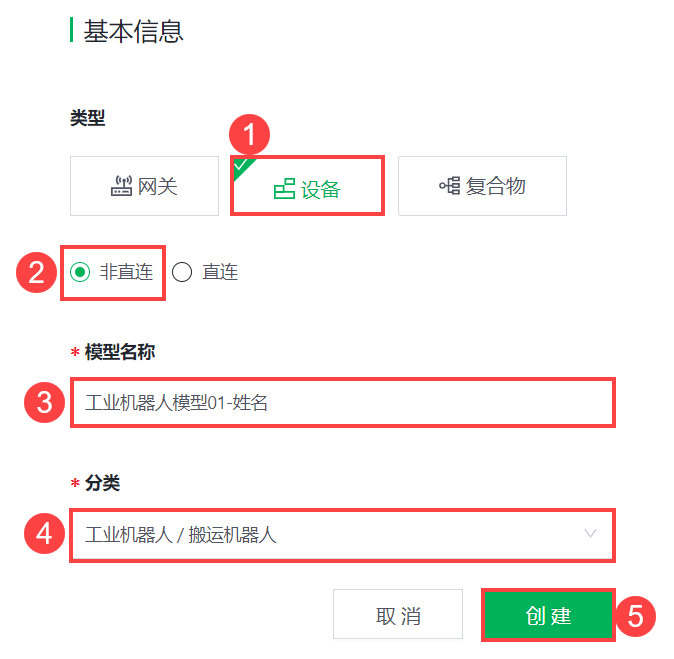 基本信息
类型
1
网关
设备
复合物
2
非直连
直连
* 模型名称
3
工业机器人模型01-姓名
* 分类
4
工业机器人 / 搬运机器人
取 消
创 建
5